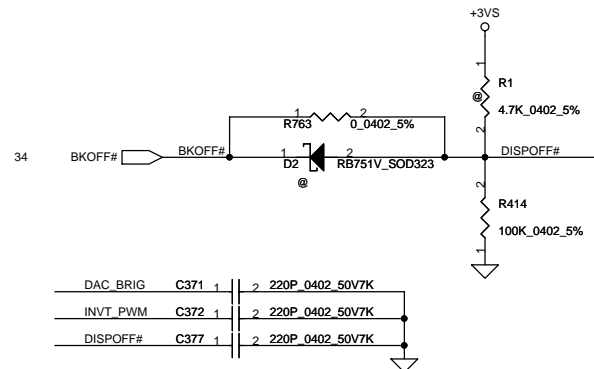 +3VS
1
R1
@
4.7K_0402_5%
2
1 2
R763 0_0402_5%
34 BKOFF# BKOFF# 1 2 DISPOFF#
D2 RB751V_SOD323
@
2
R414
100K_0402_5%
1
DAC_BRIG C371 1 2 220P_0402_50V7K
INVT_PWM C372 1 2 220P_0402_50V7K
DISPOFF# C377 1 2 220P_0402_50V7K